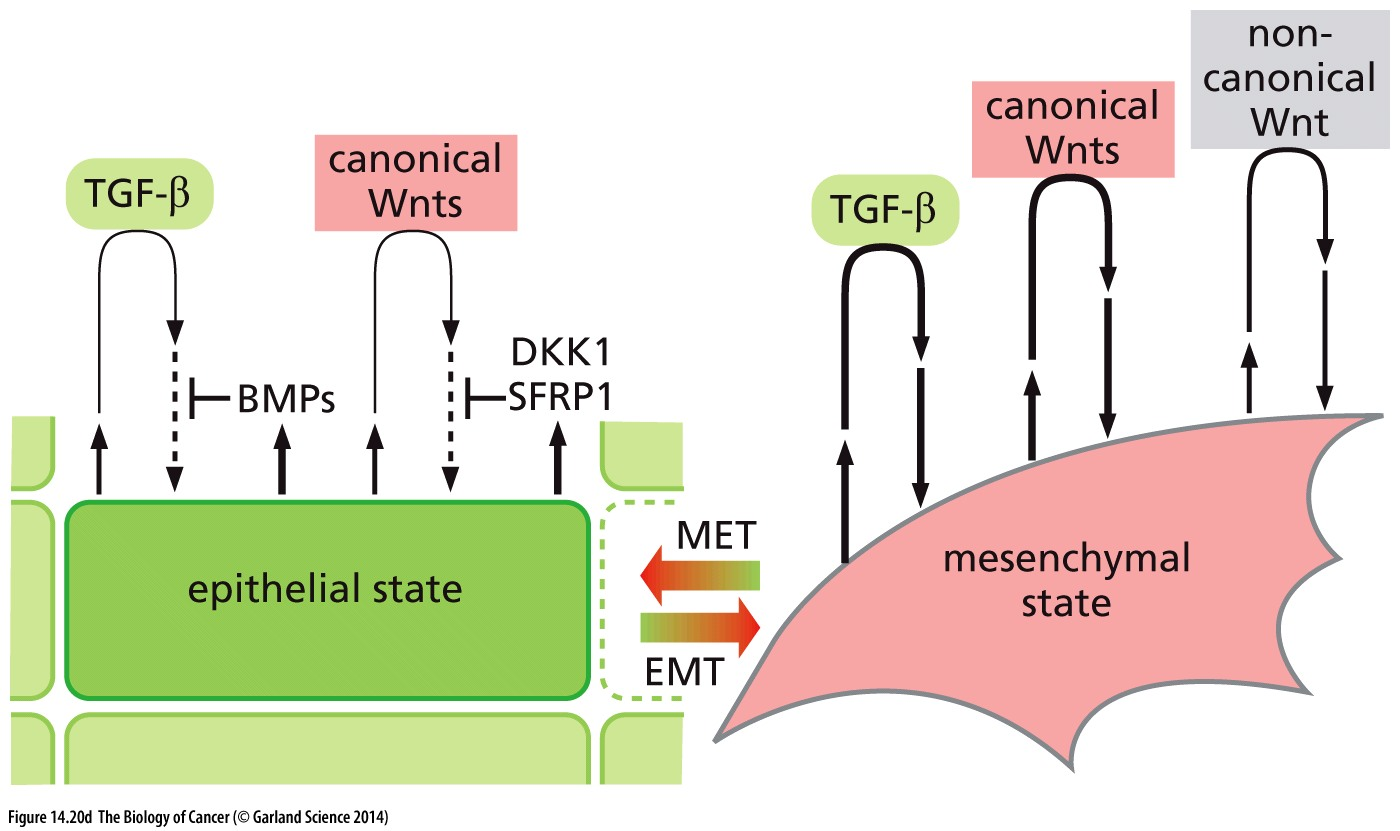 TGF-β
canonical
Wnts
BMPs
DKK1
SFRP1
epithelial state
MET
EMT
TGF-β
canonical
Wnts
non-
canonical
Wnt
mesenchymal
state
Figure 14.20d The Biology of Cancer (© Garland Science 2014)